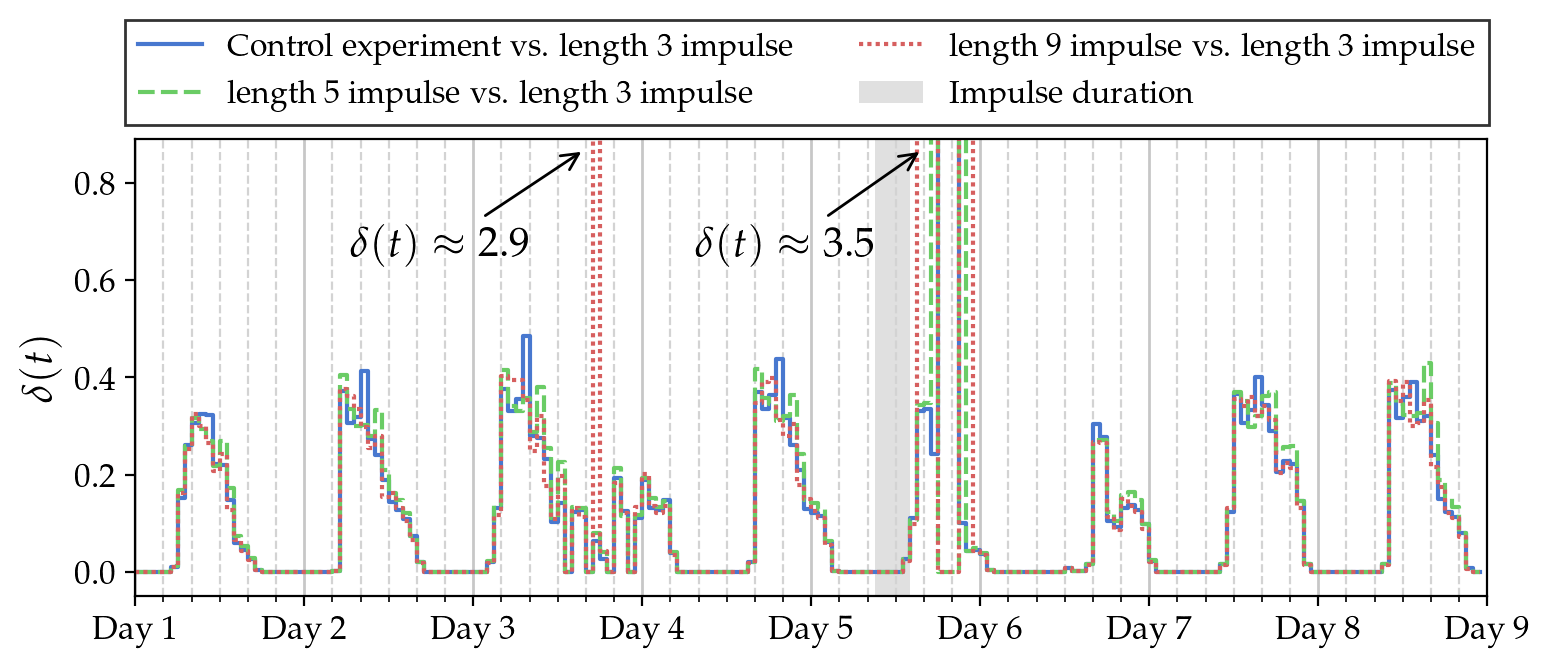 Control experiment vs. length 3 impulse
length 5 impulse vs. length 3 impulse
length 9 impulse vs. length 3 impulse
Impulse duration
δ(t)
0.8
0.6
0.4
0.2
0.0
δ(t) ≈ 2.9
δ(t) ≈ 3.5
Day 1 Day 2 Day 3 Day 4 Day 5 Day 6 Day 7 Day 8 Day 9